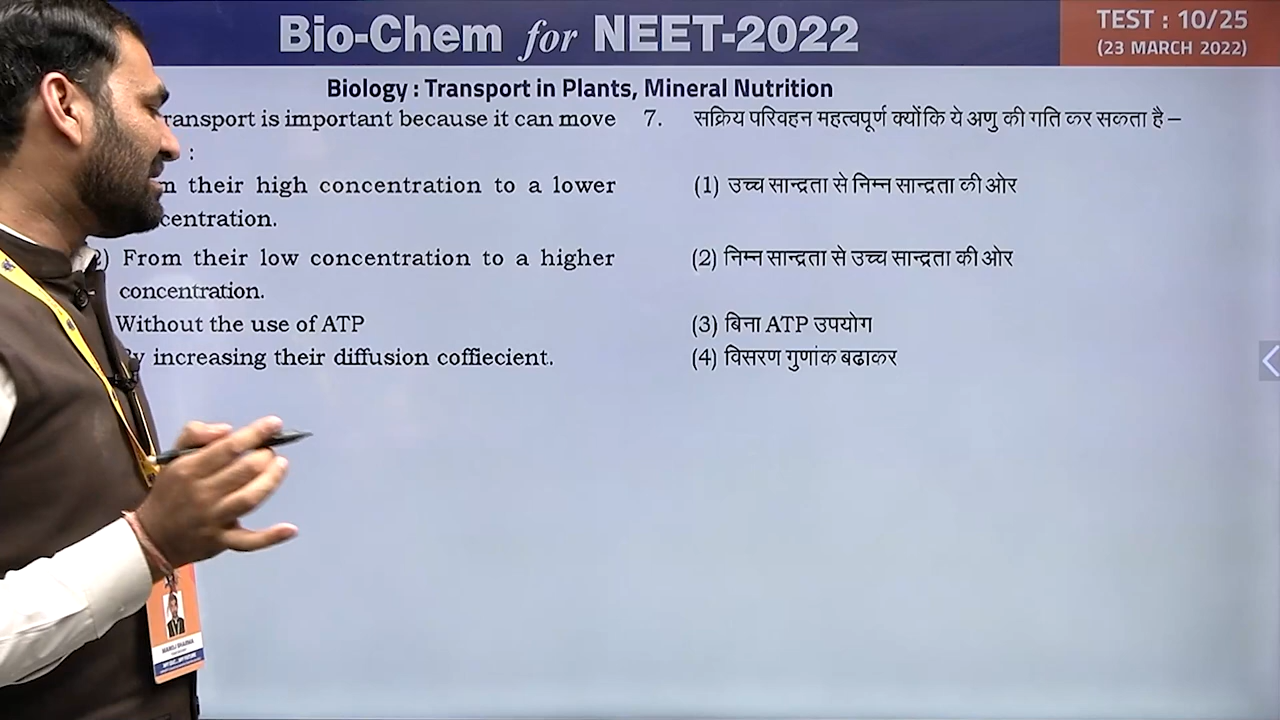 Bio-Chem for NEET-2022
TEST : 10/25
(23 MARCH 2022)
Biology : Transport in Plants, Mineral Nutrition
transport is important because it can move
:
their high concentration to a lower
2) From their low concentration to a higher
concentration.
Without the use of ATP
increasing their diffusion coffiecient.
7. सक्रिय परिवहन महत्वपूर्ण क्योंकि ये अणु की गति कर सकता है –
(1) उच्च सान्द्रता से निम्न सान्द्रता की ओर
(2) निम्न सान्द्रता से उच्च सान्द्रता की ओर
(3) बिना ATP उपयोग
(4) विसरण गुणांक बढाकर